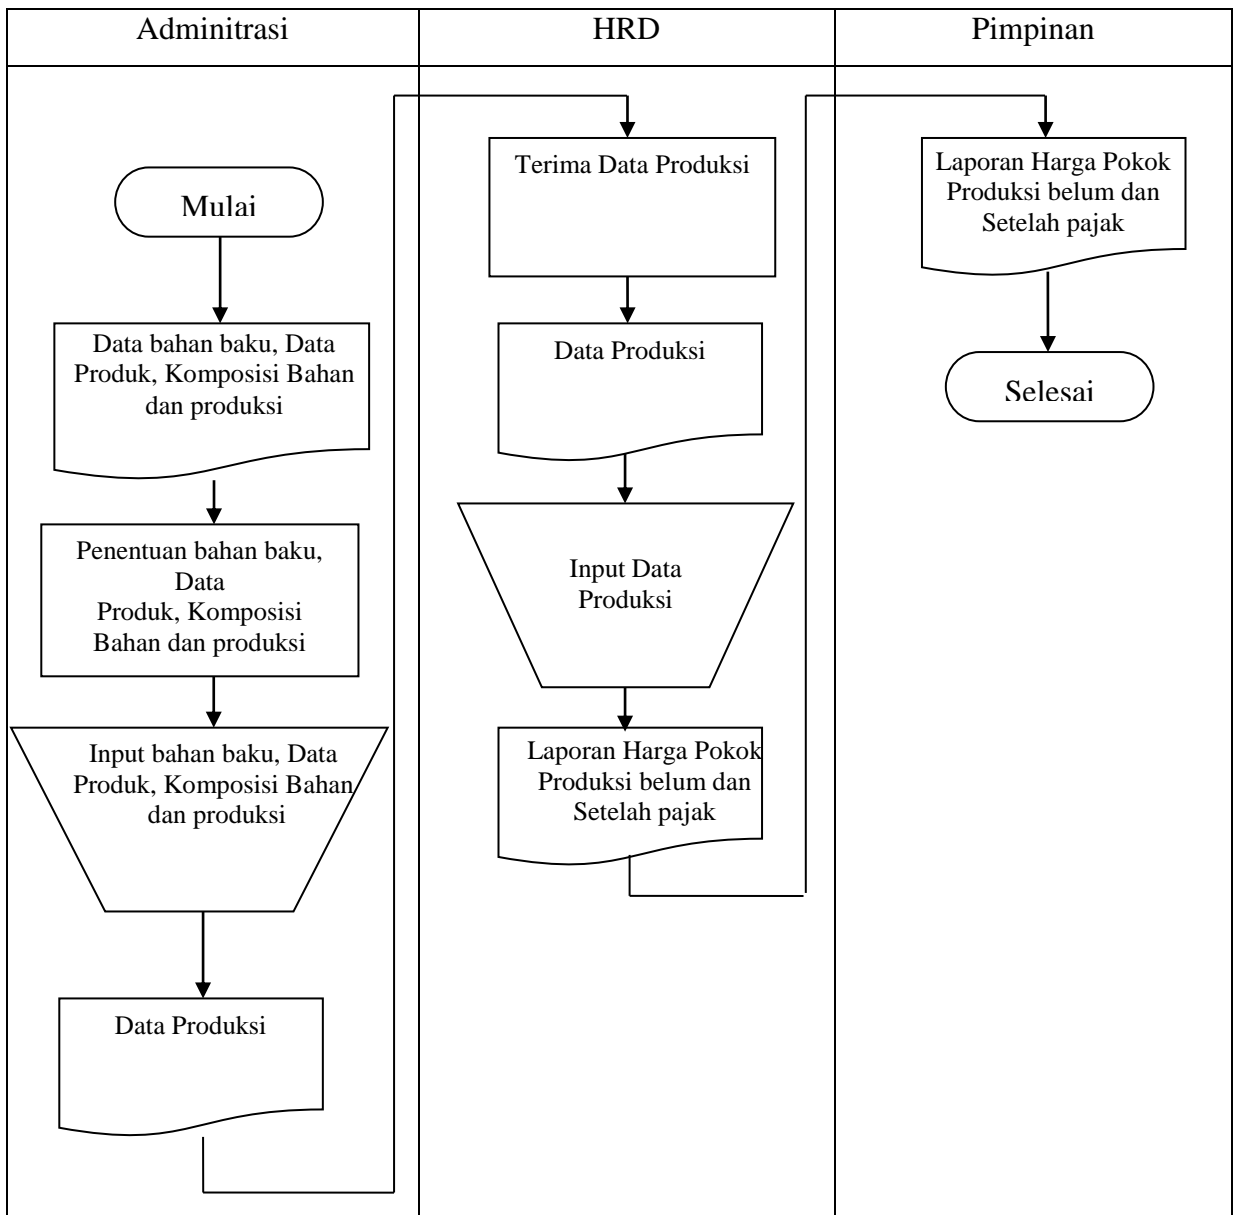 Adminitrasi
HRD
Pimpinan
Mulai
Data bahan baku, Data
Produk, Komposisi Bahan
dan produksi
Penentuan bahan baku,
Data
Produk, Komposisi
Bahan dan produksi
Input bahan baku, Data
Produk, Komposisi Bahan
dan produksi
Data Produksi
Terima Data Produksi
Data Produksi
Input Data
Produksi
Laporan Harga Pokok
Produksi belum dan
Setelah pajak
Laporan Harga Pokok
Produksi belum dan
Setelah pajak
Selesai